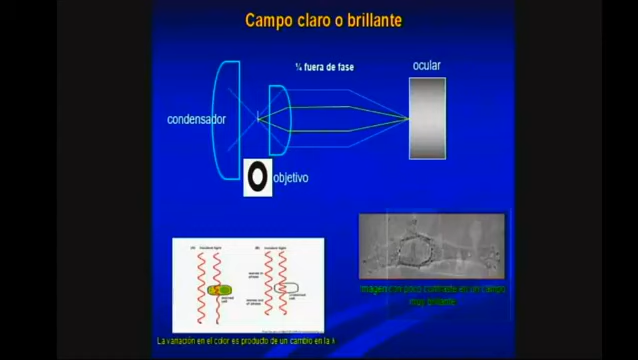 Campo claro o brillante
¼ fuera de fase
ocular
condensador
objetivo
Imagen con poco contraste en un campo
muy brillante
La variación en el color es producto de un cambio en la λ